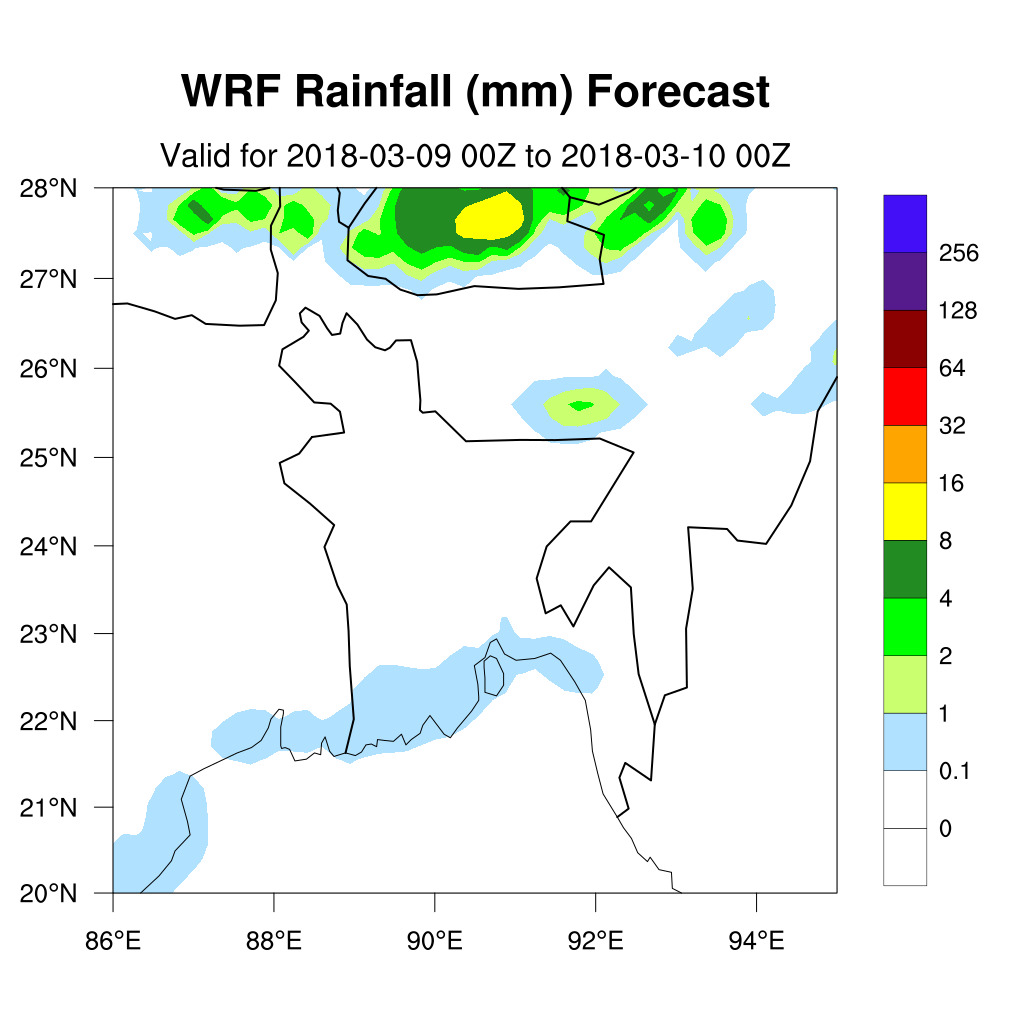 WRF Rainfall (mm) Forecast
Valid for 2018-03-09 00Z to 2018-03-10 00Z
28°N
27°N
26°N
25°N
24°N
23°N
22°N
21°N
20°N
86°E 88°E 90°E 92°E 94°E
256
128
64
32
16
8
4
2
1
0.1
0